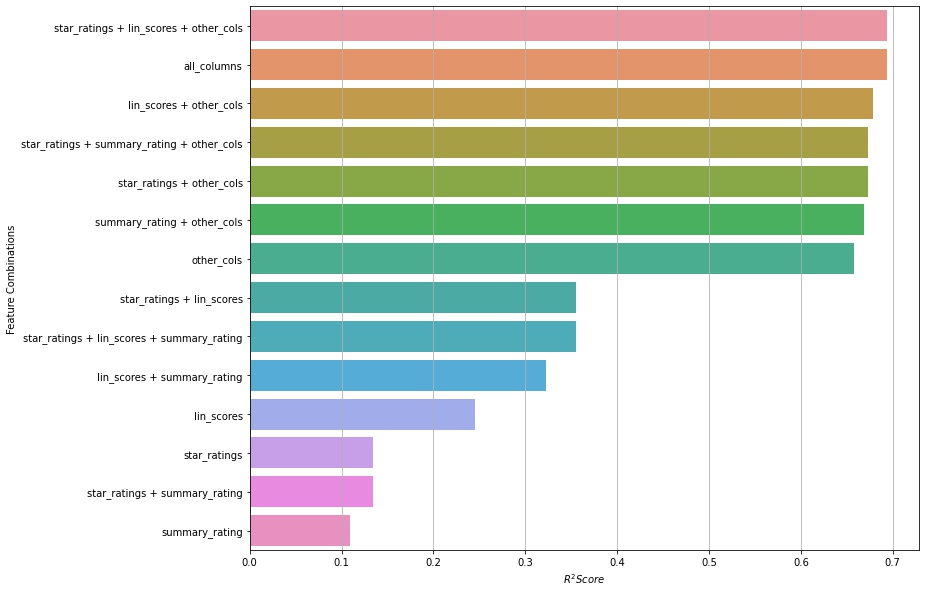 star_ratings + lin_scores + other_cols
all_columns
lin_scores + other_cols
star_ratings + summary_rating + other_cols
star_ratings + other_cols
summary_rating + other_cols
other_cols
star_ratings + lin_scores
star_ratings + lin_scores + summary_rating
lin_scores + summary_rating
lin_scores
star_ratings
star_ratings + summary_rating
summary_rating
Feature Combinations
0.0 0.1 0.2 0.3 0.4 0.5 0.6 0.7
R²Score